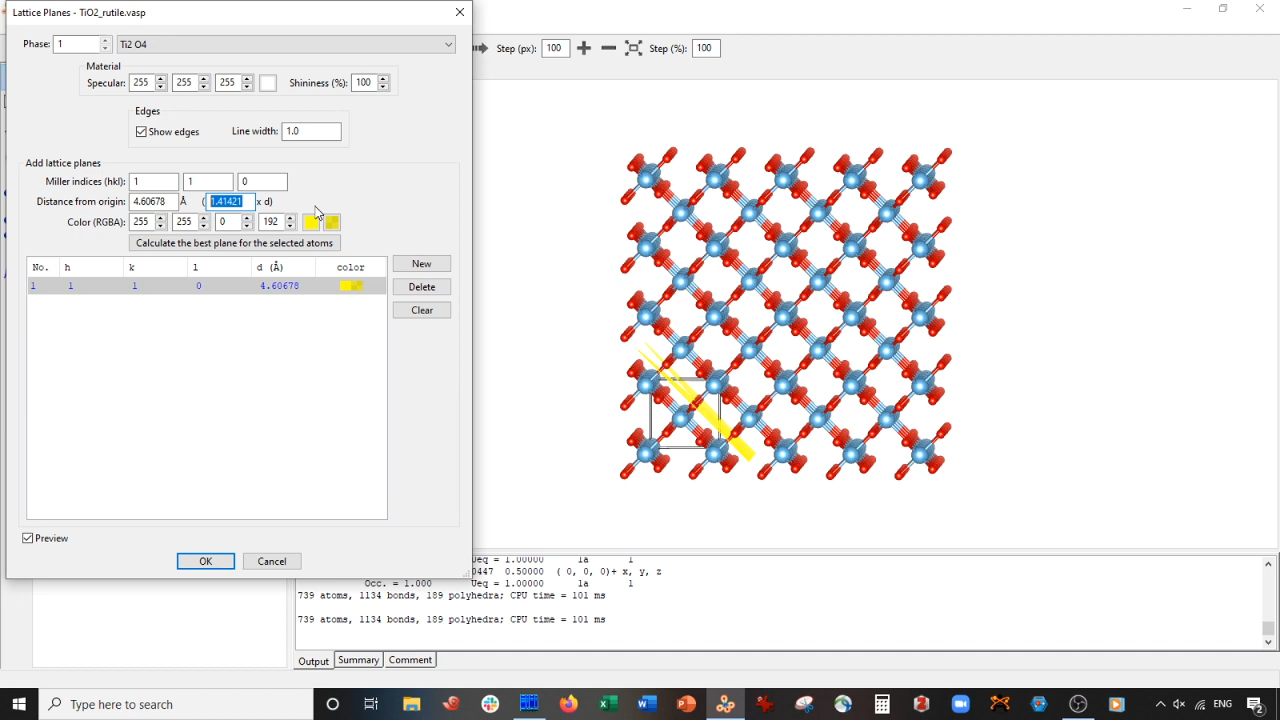 Lattice Planes - TiO2_rutile.vasp
Phase: 1 Ti2 O4
Step (px): 100 Step (%): 100
Material
Specular: 255 255 255 Shininess (%): 100
Edges
Show edges Line width: 1.0
Add lattice planes
Miller indices (hkl): 1 1 0
Distance from origin: 4.60678 Å ( 1.41421 x d)
Color (RGBA): 255 255 0 192
Calculate the best plane for the selected atoms
No. h k l d (Å) color
1 1 1 0 4.60678
New
Delete
Clear
Preview
OK Cancel
Ueq = 1.00000 1a 1
0447 0.50000 ( 0, 0, 0)+ x, y, z
Occ. = 1.000 Ueq = 1.00000 1a 1
739 atoms, 1134 bonds, 189 polyhedra; CPU time = 101 ms
739 atoms, 1134 bonds, 189 polyhedra; CPU time = 101 ms
Output Summary Comment
Type here to search
ENG
2